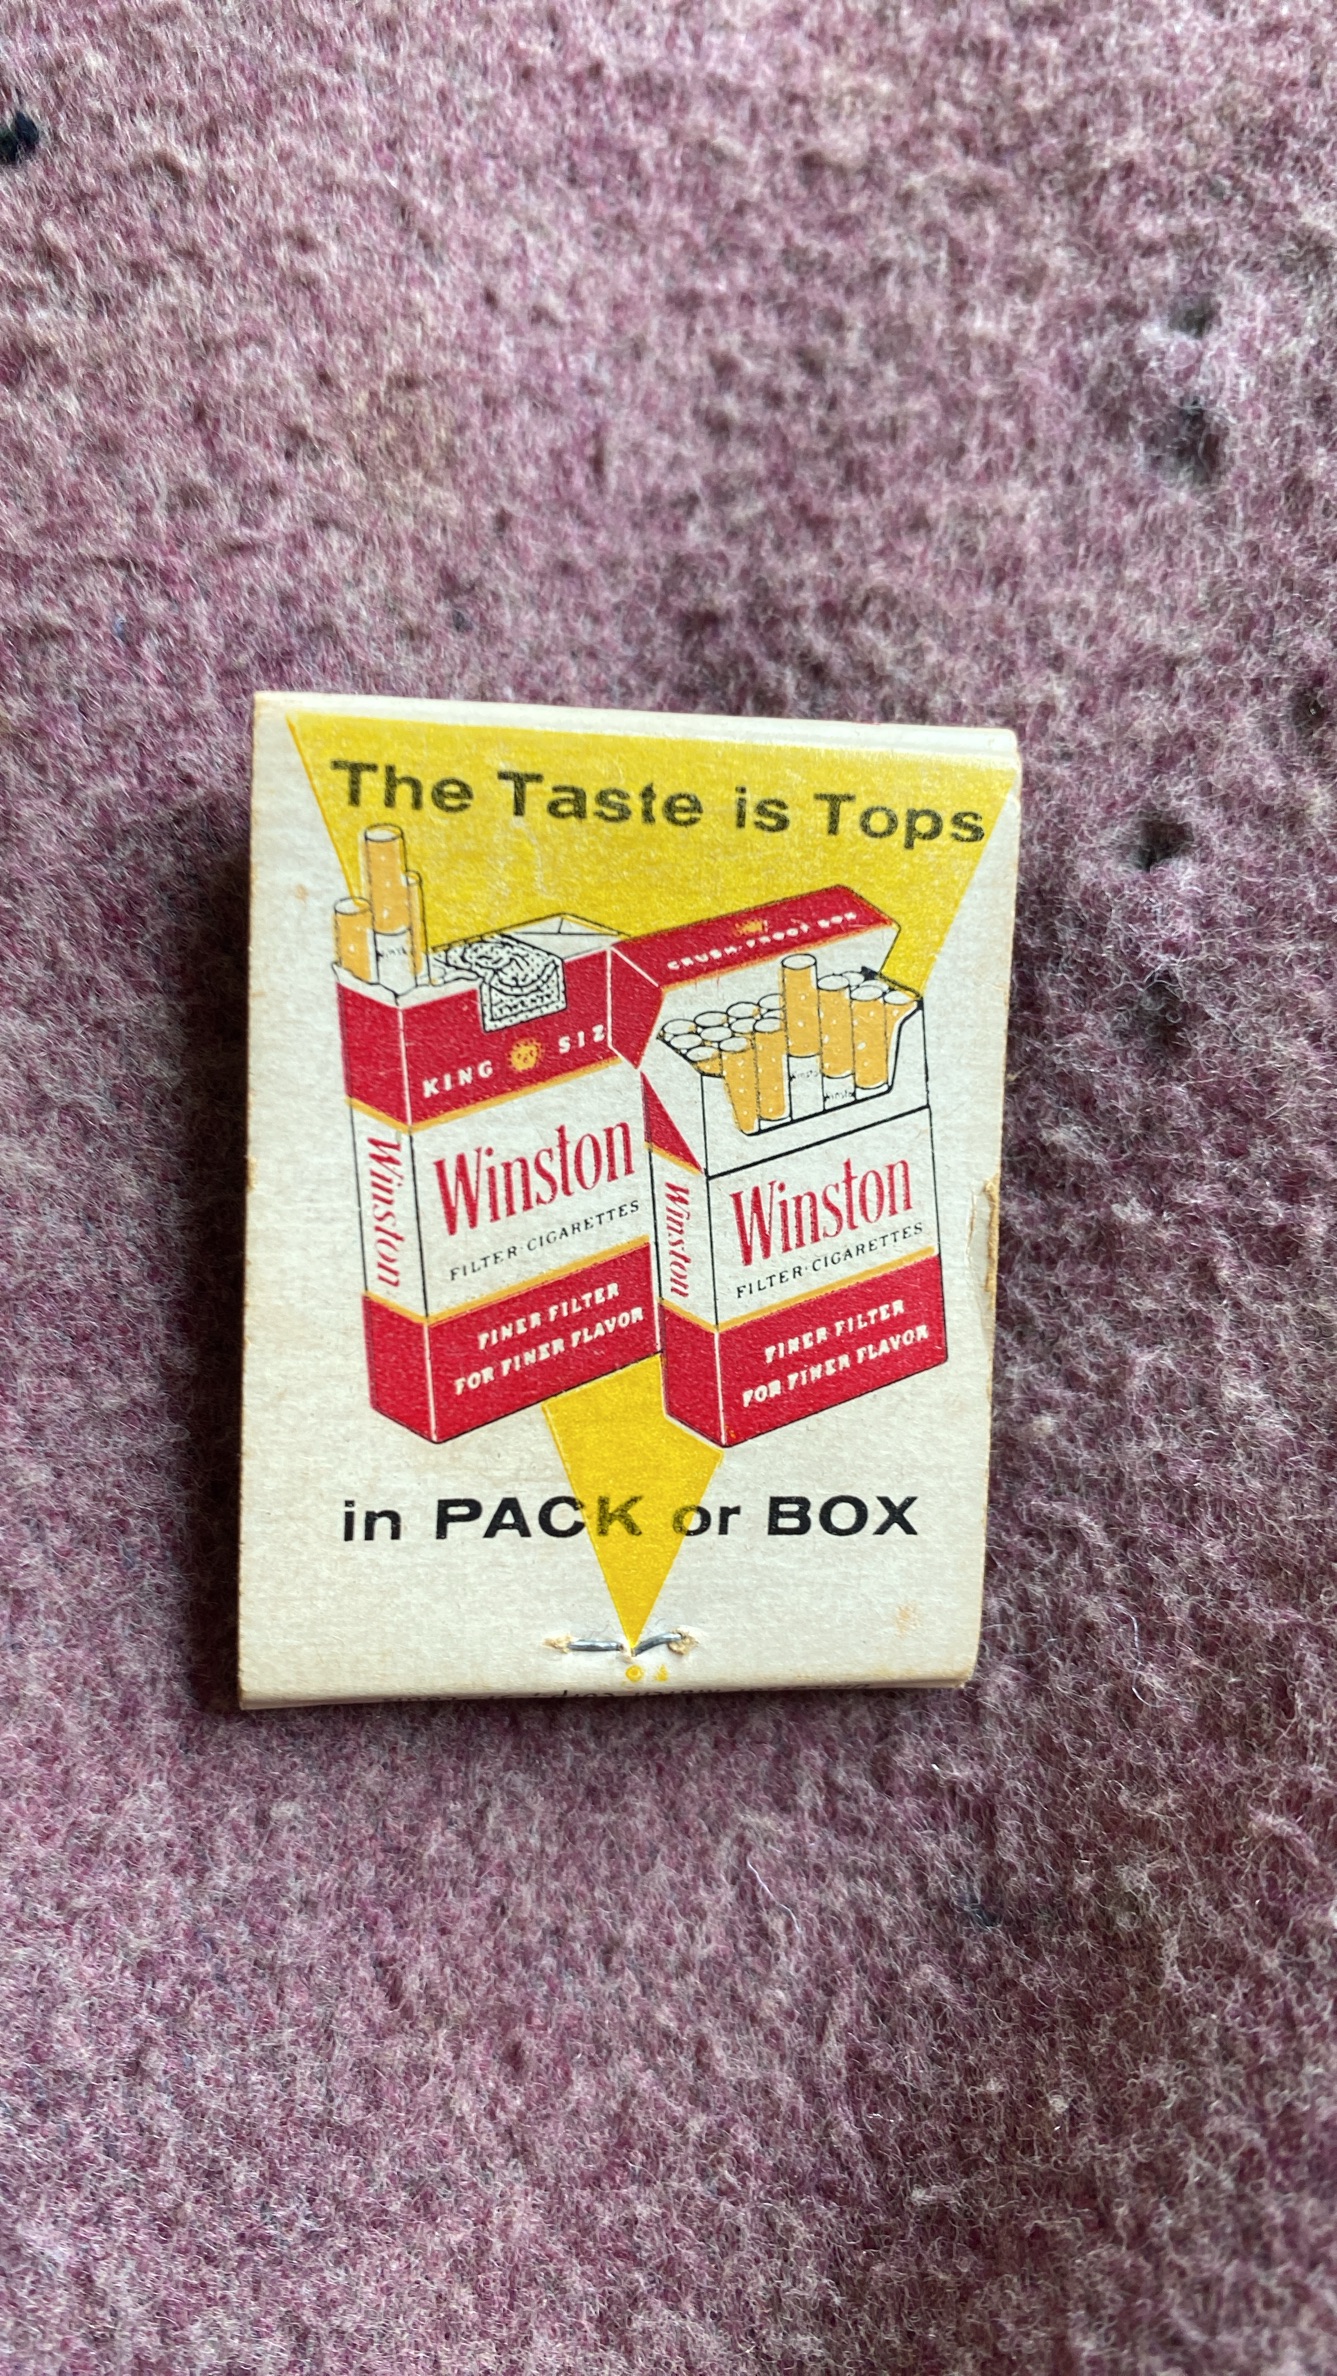 The Taste is Tops
CRUSH-PROOF BOX
KING SIZ
Winston
Winston
FILTER·CIGARETTES
FINER FILTER
FOR FINER FLAVOR
Winston
Winston
FILTER·CIGARETTES
FINER FILTER
FOR FINER FLAVOR
in PACK or BOX